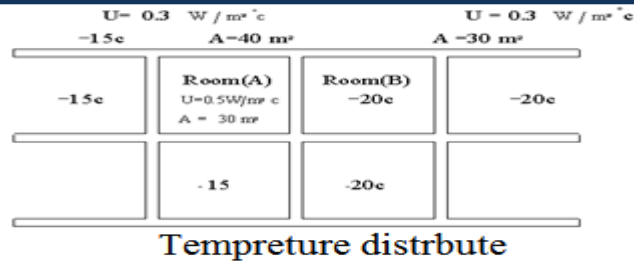 U= 0.3 W / m² °c U = 0.3 W / m² °c
-15c A=40 m² A =30 m²
Room(A) Room(B)
-15c U=0.5W/m² c -20c -20c
A = 30 m²
- 15 -20c
Tempreture distrbute